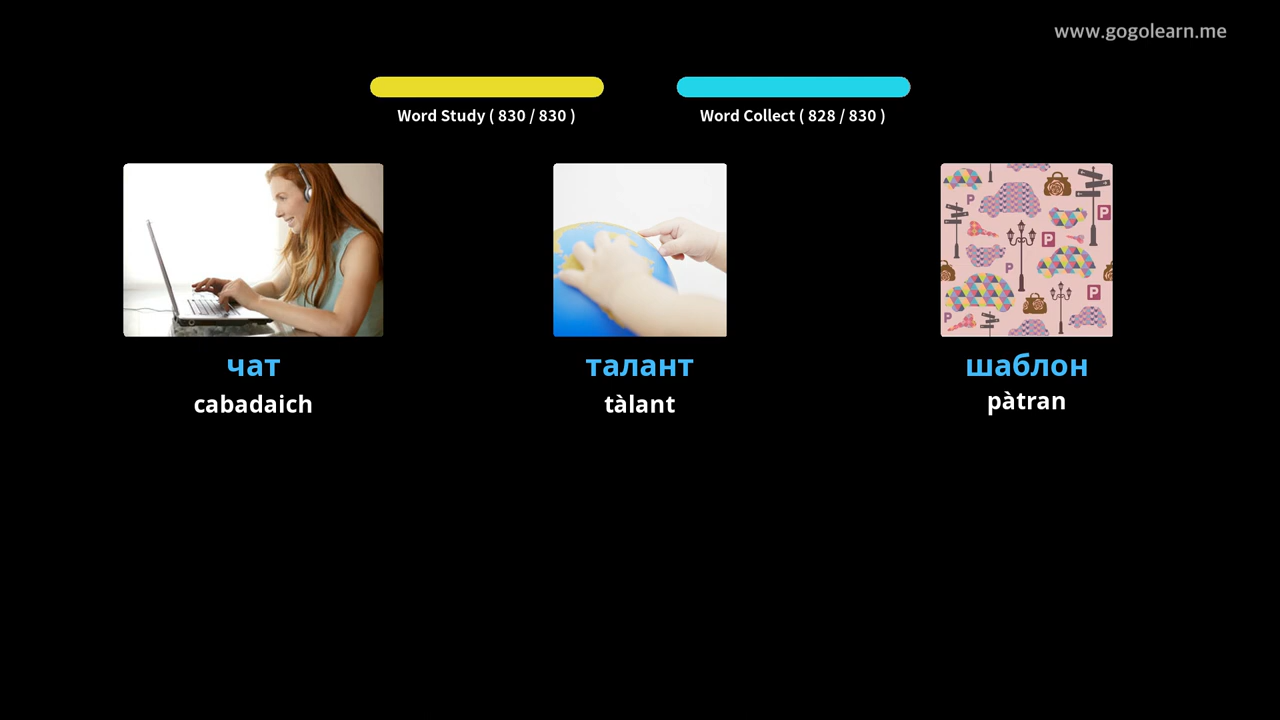 www.gogolearn.me
Word Study ( 830 / 830 )
Word Collect ( 828 / 830 )
P
P
P
P
P
P
чат
талант
шаблон
cabadaich
tàlant
pàtran